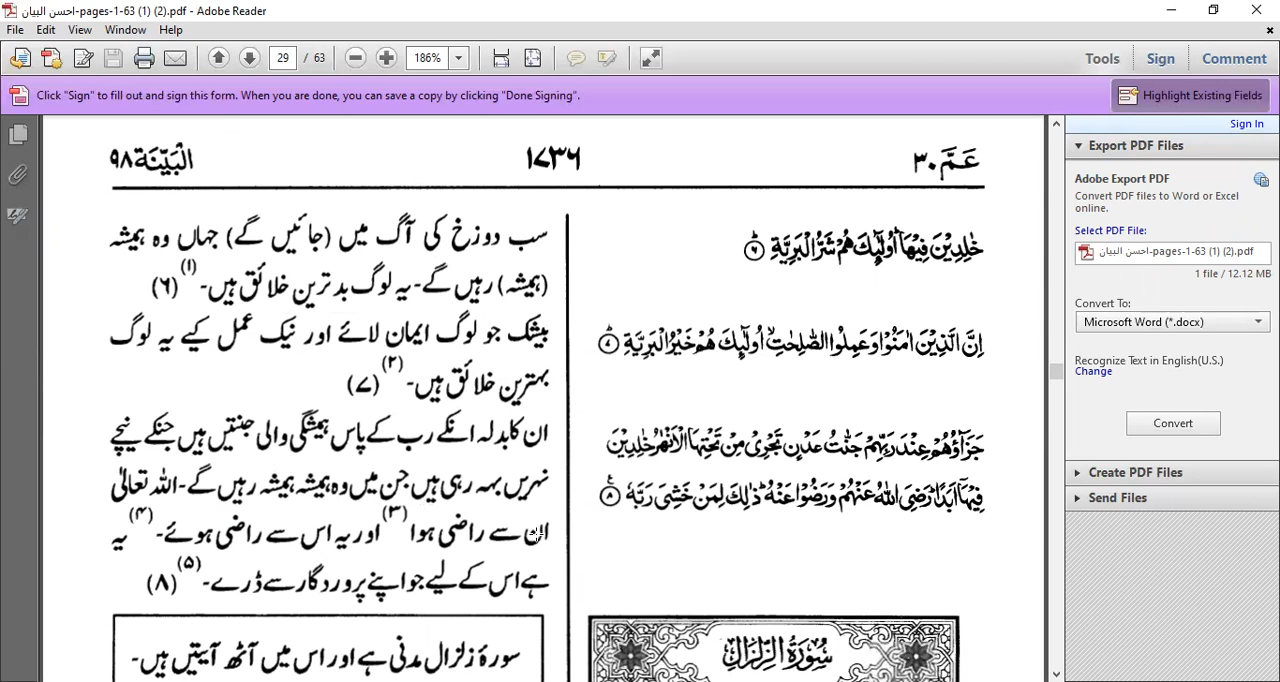 احسن البیان-pages-1-63 (1) (2).pdf - Adobe Reader
File Edit View Window Help
29 / 63 186% Tools Sign Comment
Click "Sign" to fill out and sign this form. When you are done, you can save a copy by clicking "Done Signing". Highlight Existing Fields
عَمَّ ۳۰ ۱۷۳۶ الْبَيِّنَة ۹۸
خٰلِدِيْنَ فِيْهَا ۭ اُولٰۗىِٕكَ هُمْ شَرُّ الْبَرِيَّةِ ۶
اِنَّ الَّذِيْنَ اٰمَنُوْا وَعَمِلُوا الصّٰلِحٰتِ ۙ اُولٰۗىِٕكَ هُمْ خَيْرُ الْبَرِيَّةِ ۷
جَزَاۗؤُهُمْ عِنْدَ رَبِّهِمْ جَنّٰتُ عَدْنٍ تَجْرِيْ مِنْ تَحْتِهَا الْاَنْهٰرُ خٰلِدِيْنَ
فِيْهَآ اَبَدًا ۭ رَضِيَ اللّٰهُ عَنْهُمْ وَرَضُوْا عَنْهُ ۭ ذٰلِكَ لِمَنْ خَشِيَ رَبَّهٗ ۸
سُوْرَةُ الزِّلْزَالِ
سب دوزخ کی آگ میں (جائیں گے) جہاں وہ ہمیشہ
(ہمیشہ) رہیں گے۔ یہ لوگ بدترین خلائق ہیں۔ (۱) (۶)
بیشک جو لوگ ایمان لائے اور نیک عمل کیے یہ لوگ
بہترین خلائق ہیں۔ (۲) (۷)
ان کا بدلہ انکے رب کے پاس ہمیشگی والی جنتیں ہیں جنکے نیچے
نہریں بہہ رہی ہیں جن میں وہ ہمیشہ ہمیشہ رہیں گے۔ اللہ تعالیٰ
ان سے راضی ہوا (۳) اور یہ اس سے راضی ہوئے۔ (۴) یہ
ہے اس کے لیے جو اپنے پروردگار سے ڈرے۔ (۵) (۸)
سورۂ زلزال مدنی ہے اور اس میں آٹھ آیتیں ہیں۔
Sign In
Export PDF Files
Adobe Export PDF
Convert PDF files to Word or Excel
online.
Select PDF File:
احسن البیان-pages-1-63 (1) (2).pdf
1 file / 12.12 MB
Convert To:
Microsoft Word (*.docx)
Recognize Text in English(U.S.)
Change
Convert
Create PDF Files
Send Files